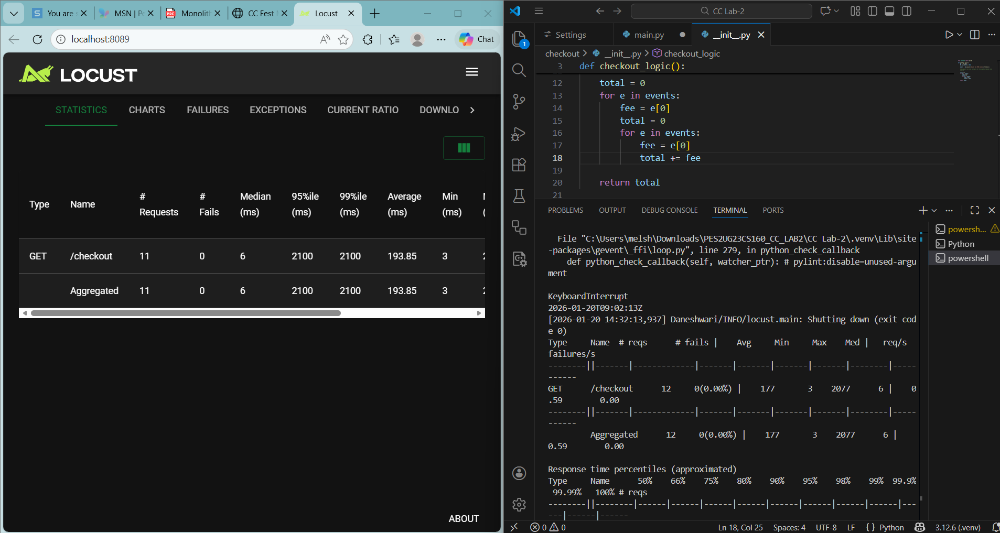 You are s
MSN | Pe
Monolith
CC Fest
Locust
localhost:8089
Chat
LOCUST
STATISTICS CHARTS FAILURES EXCEPTIONS CURRENT RATIO DOWNLO
Type Name # Requests # Fails Median (ms) 95%ile (ms) 99%ile (ms) Average (ms) Min (ms)
GET /checkout 11 0 6 2100 2100 193.85 3
Aggregated 11 0 6 2100 2100 193.85 3
ABOUT
CC Lab-2
1
Settings main.py __init__.py
checkout > __init__.py > checkout_logic
3 def checkout_logic():
12 total = 0
13 for e in events:
14 fee = e[0]
15 total = 0
16 for e in events:
17 fee = e[0]
18 total += fee
19
20 return total
21
PROBLEMS OUTPUT DEBUG CONSOLE TERMINAL PORTS
File "C:\Users\melsh\Downloads\PES2UG23CS160_CC_LAB2\CC Lab-2\.venv\Lib\site
-packages\gevent\_ffi\loop.py", line 279, in python_check_callback
def python_check_callback(self, watcher_ptr): # pylint:disable=unused-argu
ment
KeyboardInterrupt
2026-01-20T09:02:13Z
[2026-01-20 14:32:13,937] Daneshwari/INFO/locust.main: Shutting down (exit cod
e 0)
Type Name # reqs # fails | Avg Min Max Med | req/s
failures/s
--------||-------|-------------|-------|-------|-------|-------|--------|-----
------
GET /checkout 12 0(0.00%) | 177 3 2077 6 | 0
.59 0.00
--------||-------|-------------|-------|-------|-------|-------|--------|-----
------
Aggregated 12 0(0.00%) | 177 3 2077 6 |
0.59 0.00
Response time percentiles (approximated)
Type Name 50% 66% 75% 80% 90% 95% 98% 99% 99.9%
99.99% 100% # reqs
--------||--------|------|------|------|------|------|------|------|------|---
---|------|------
powersh...
Python
powershell
0 0
Ln 18, Col 25 Spaces: 4 UTF-8 LF { } Python 3.12.6 (.venv)